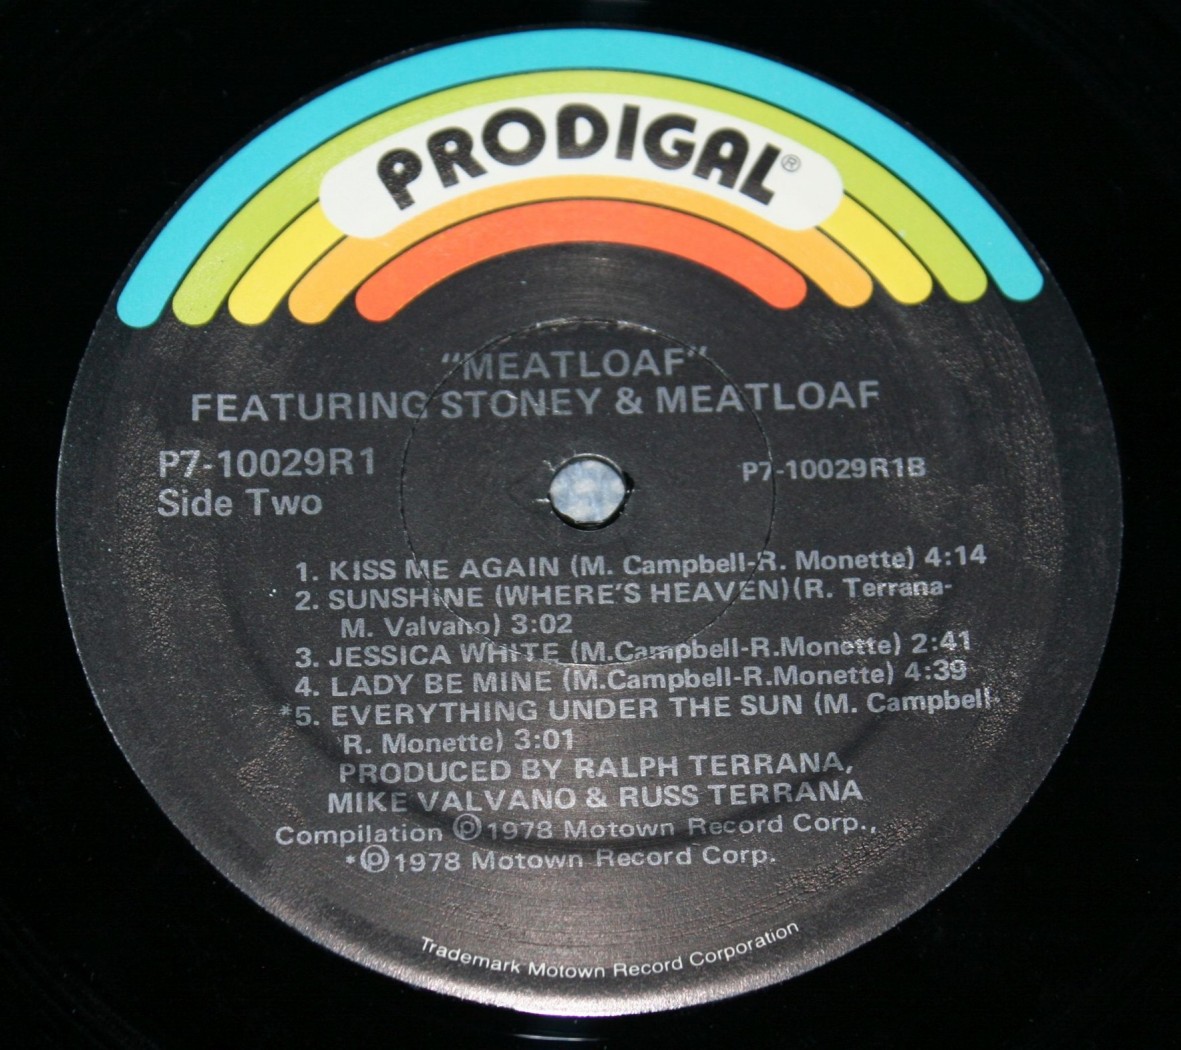 PRODIGAL®
“MEATLOAF”
FEATURING STONEY & MEATLOAF
P7-10029R1
P7-10029R1B
Side Two
1. KISS ME AGAIN (M. Campbell-R. Monette) 4:14
2. SUNSHINE (WHERE'S HEAVEN)(R. Terrana-
M. Valvano) 3:02
3. JESSICA WHITE (M.Campbell-R.Monette) 2:41
4. LADY BE MINE (M.Campbell-R.Monette) 4:39
*5. EVERYTHING UNDER THE SUN (M. Campbell-
R. Monette) 3:01
PRODUCED BY RALPH TERRANA,
MIKE VALVANO & RUSS TERRANA
Compilation ℗1978 Motown Record Corp.,
*℗1978 Motown Record Corp.
Trademark Motown Record Corporation